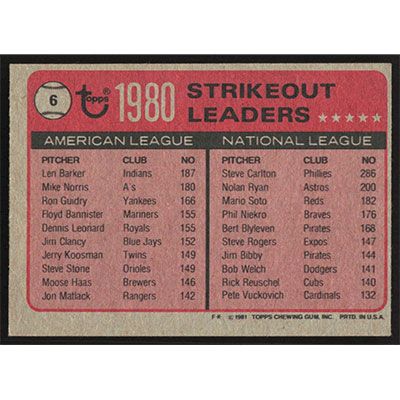 6 topps® 1980 STRIKEOUT
LEADERS
AMERICAN LEAGUE
PITCHER CLUB NO
Len Barker Indians 187
Mike Norris A's 180
Ron Guidry Yankees 166
Floyd Bannister Mariners 155
Dennis Leonard Royals 155
Jim Clancy Blue Jays 152
Jerry Koosman Twins 149
Steve Stone Orioles 149
Moose Haas Brewers 146
Jon Matlack Rangers 142
NATIONAL LEAGUE
PITCHER CLUB NO
Steve Carlton Phillies 286
Nolan Ryan Astros 200
Mario Soto Reds 182
Phil Niekro Braves 176
Bert Blyleven Pirates 168
Steve Rogers Expos 147
Jim Bibby Pirates 144
Bob Welch Dodgers 141
Rick Reuschel Cubs 140
Pete Vuckovich Cardinals 132
F* © 1981 TOPPS CHEWING GUM, INC. PRTD. IN U.S.A.